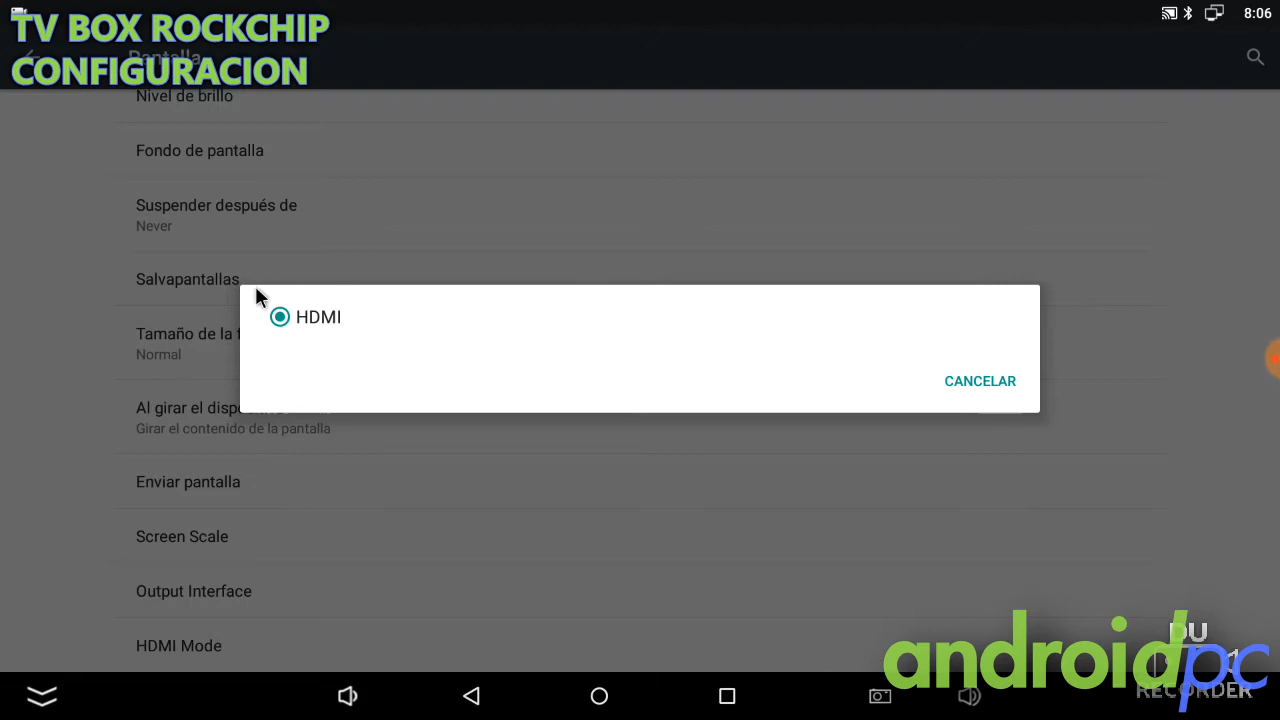 TV BOX ROCKCHIP
CONFIGURACION
8:06
Pantalla
Nivel de brillo
Fondo de pantalla
Suspender después de
Never
Salvapantallas
HDMI
Tamaño de la
Normal
CANCELAR
Al girar el
Girar el contenido de la pantalla
Enviar pantalla
Screen Scale
Output Interface
HDMI Mode
androidpc
DU
RECORDER